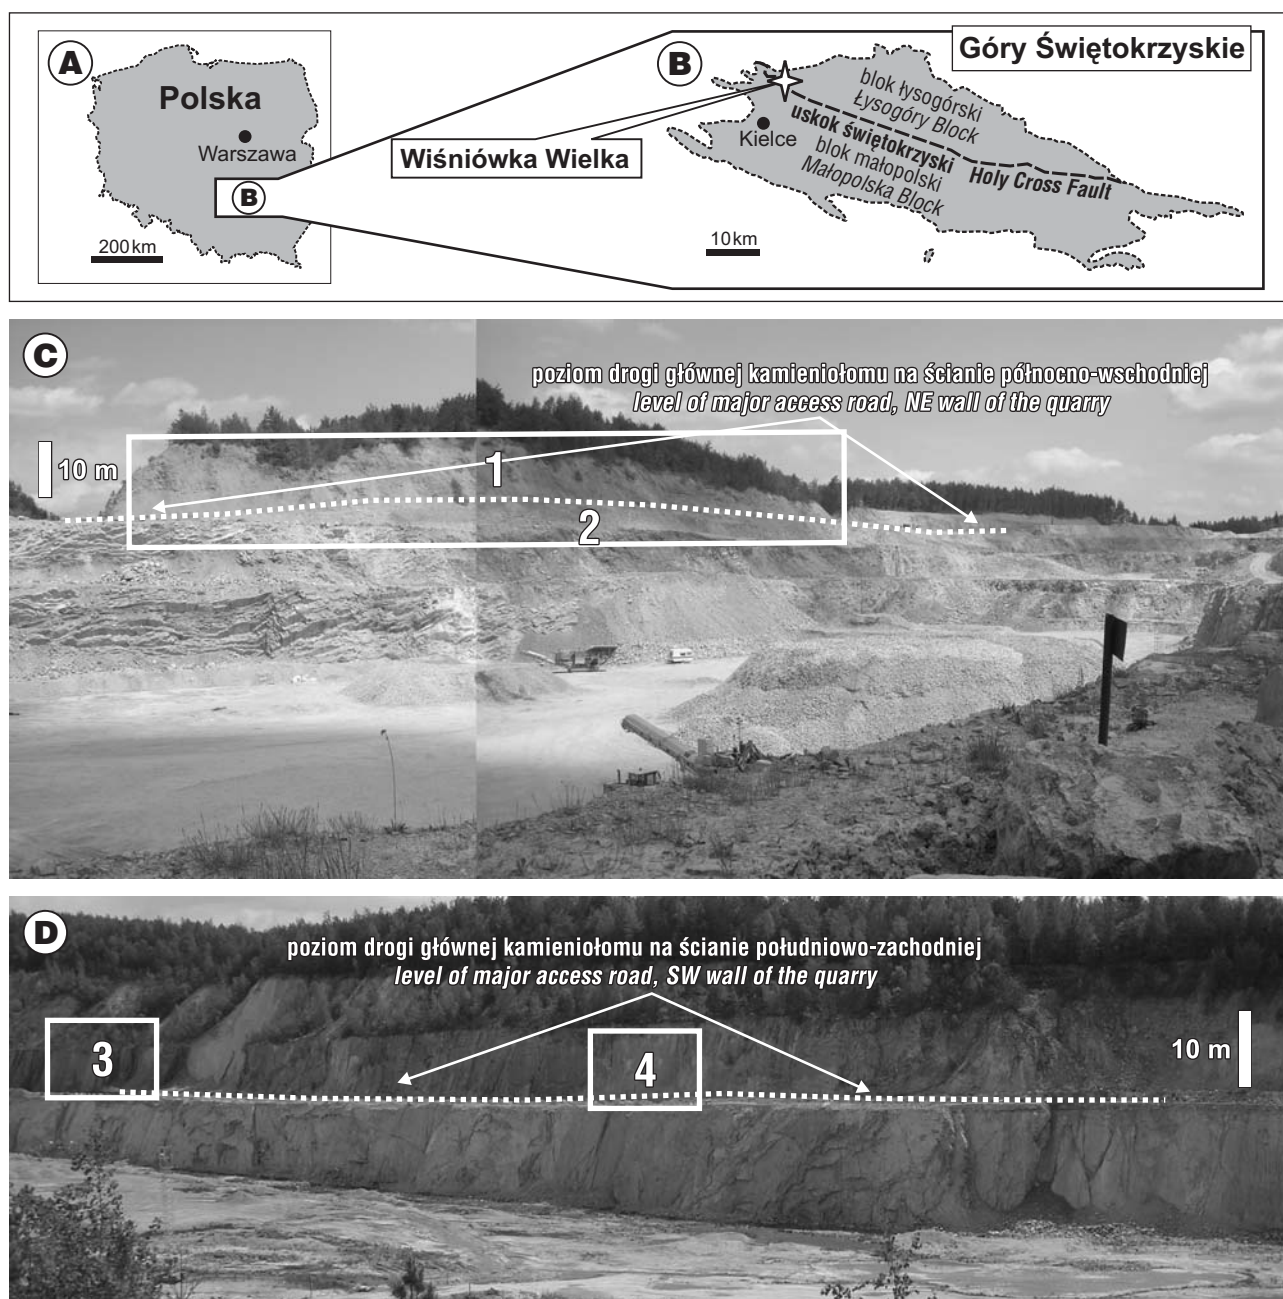 A
Polska
Warszawa
B
200 km
Wiśniówka Wielka
B
Góry Świętokrzyskie
blok łysogórski
Łysogóry Block
uskok świętokrzyski
Kielce
blok małopolski
Małopolska Block
Holy Cross Fault
10 km
C
poziom drogi głównej kamieniołomu na ścianie północno-wschodniej
level of major access road, NE wall of the quarry
10 m
1
2
D
poziom drogi głównej kamieniołomu na ścianie południowo-zachodniej
level of major access road, SW wall of the quarry
3
4
10 m